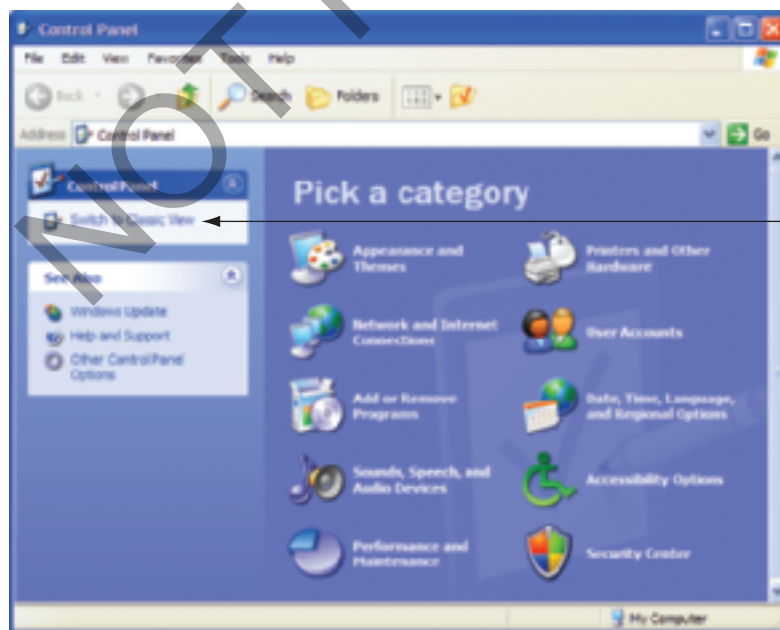 Control Panel
File Edit View Favorites Tools Help
Back Search Folders
Address Control Panel Go
Control Panel
Switch to Classic View
See Also
Windows Update
Help and Support
Other Control Panel
Options
Pick a category
Appearance and
Themes
Printers and Other
Hardware
Network and Internet
Connections
User Accounts
Add or Remove
Programs
Date, Time, Language,
and Regional Options
Sounds, Speech, and
Audio Devices
Accessibility Options
Performance and
Maintenance
Security Center
My Computer
NOT